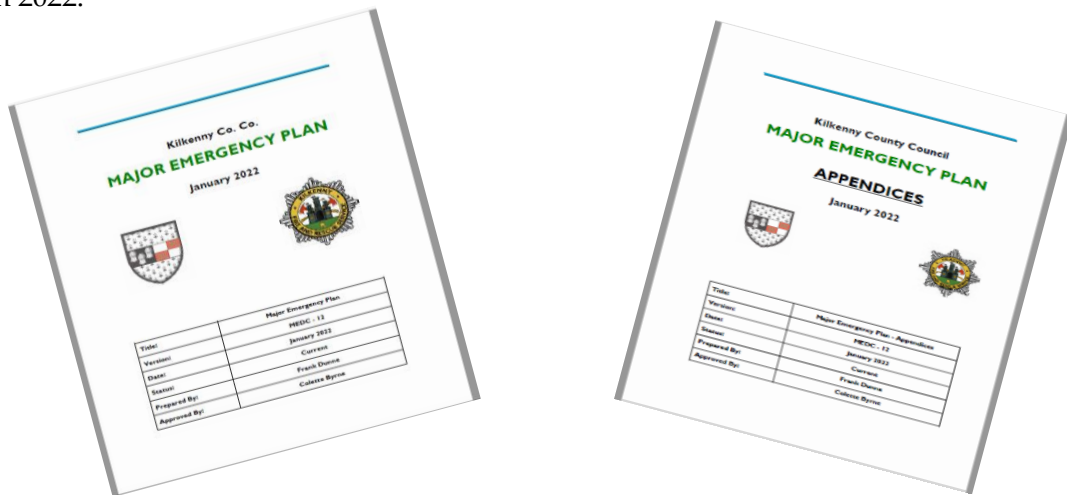 2022.
Kilkenny Co. Co.
MAJOR EMERGENCY PLAN
January 2022
KILKENNY
Title: Major Emergency Plan
Version: MEDC - 12
Date: January 2022
Status: Current
Prepared By: Frank Dunne
Approved By: Colette Byrne
Kilkenny County Council
MAJOR EMERGENCY PLAN
APPENDICES
January 2022
Title: Major Emergency Plan - Appendices
Version: MEDC - 12
Date: January 2022
Status: Current
Prepared By: Frank Dunne
Approved By: Colette Byrne